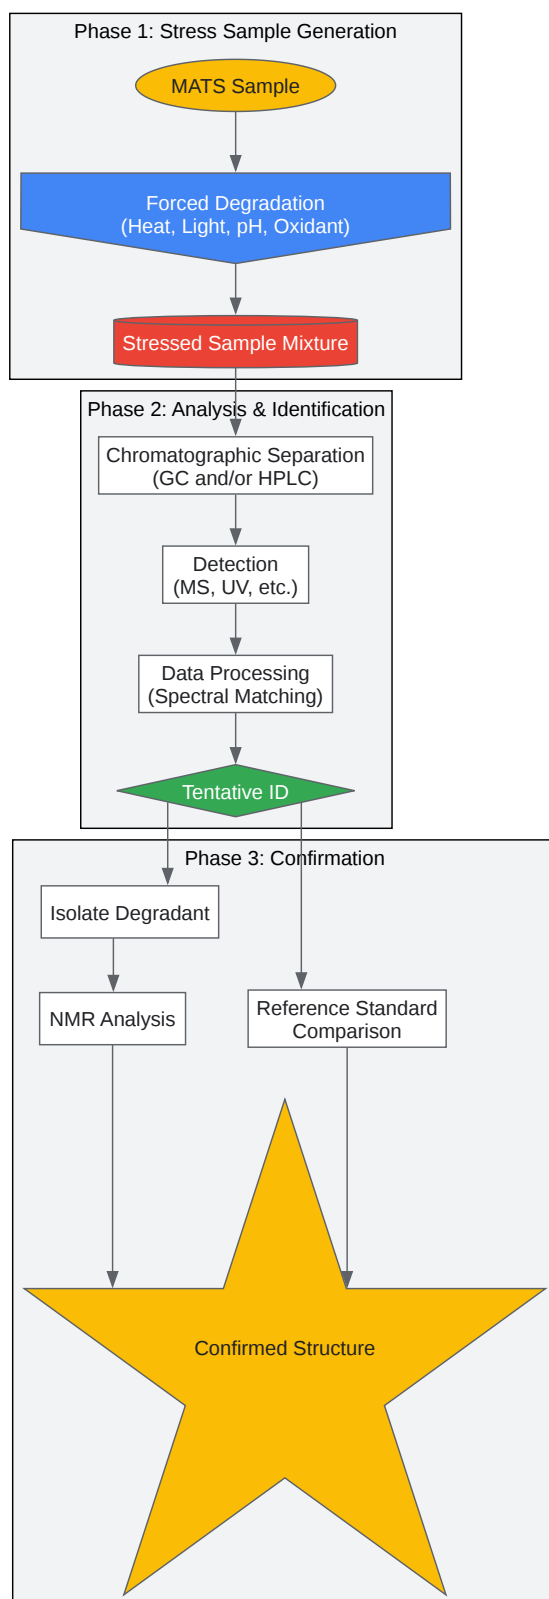 Phase 1: Stress Sample Generation
MATS Sample
Forced Degradation
(Heat, Light, pH, Oxidant)
Stressed Sample Mixture
Phase 2: Analysis & Identification
Chromatographic Separation
(GC and/or HPLC)
Detection
(MS, UV, etc.)
Data Processing
(Spectral Matching)
Tentative ID
Phase 3: Confirmation
Isolate Degradant
NMR Analysis
Reference Standard
Comparison
Confirmed Structure